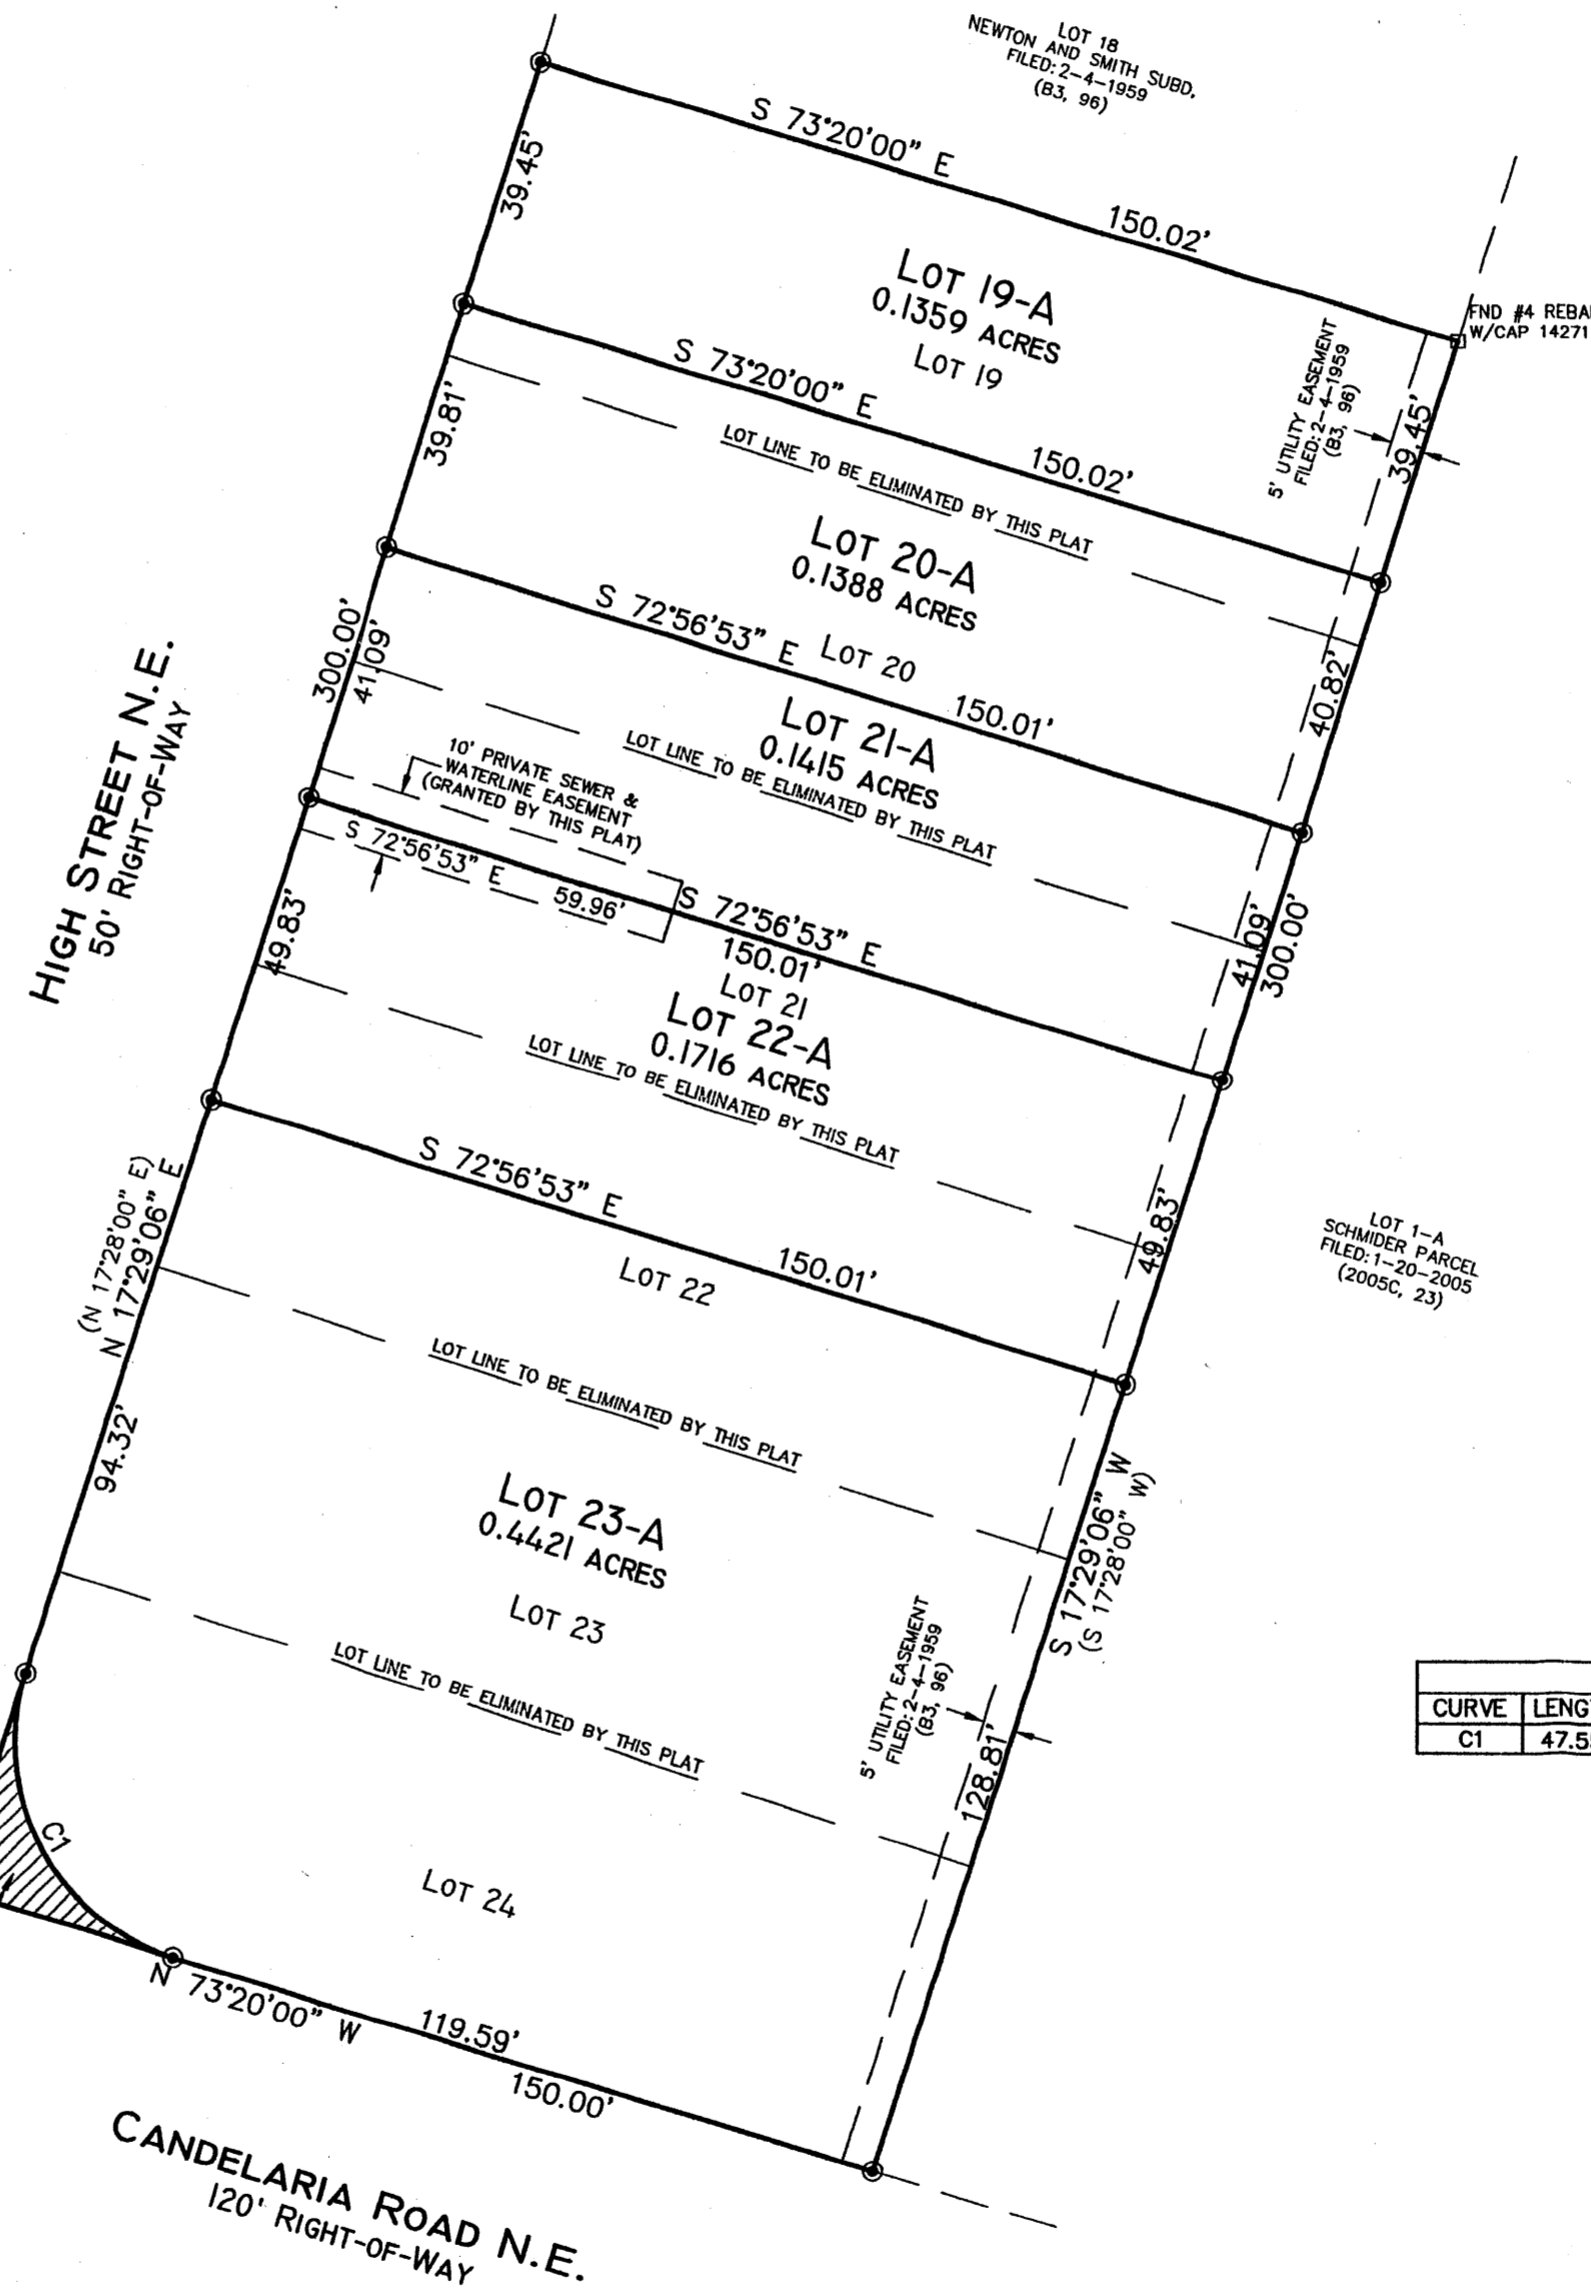 LOT 18
NEWTON AND SMITH SUBD.
FILED: 2-4-1959
(B3, 96)
S 73°20'00" E
150.02'
39.45'
LOT 19-A
0.1359 ACRES
LOT 19
FND #4 REBA
W/CAP 14271
5' UTILITY EASEMENT
FILED: 2-4-1959
(B3, 96)
39.45'
S 73°20'00" E
150.02'
39.81'
LOT LINE TO BE ELIMINATED BY THIS PLAT
LOT 20-A
0.1388 ACRES
LOT 20
40.82'
S 72°56'53" E
150.01'
300.00'
41.09'
LOT 21-A
0.1415 ACRES
LOT LINE TO BE ELIMINATED BY THIS PLAT
10' PRIVATE SEWER &
WATERLINE EASEMENT
(GRANTED BY THIS PLAT)
HIGH STREET N.E.
50' RIGHT-OF-WAY
S 72°56'53" E
59.96'
S 72°56'53" E
150.01'
41.09'
300.00'
49.83'
LOT 21
LOT 22-A
0.1716 ACRES
LOT LINE TO BE ELIMINATED BY THIS PLAT
49.83'
S 72°56'53" E
150.01'
LOT 1-A
SCHMIDER PARCEL
FILED: 1-20-2005
(2005C, 23)
(N 17°28'00" E)
N 17°29'06" E
LOT 22
LOT LINE TO BE ELIMINATED BY THIS PLAT
94.32'
LOT 23-A
0.4421 ACRES
LOT 23
S 17°29'06" W
(S 17°28'00" W)
LOT LINE TO BE ELIMINATED BY THIS PLAT
5' UTILITY EASEMENT
FILED: 2-4-1959
(B3, 96)
128.81'
CURVE LENG
C1 47.5
C1
LOT 24
N 73°20'00" W
119.59'
150.00'
CANDELARIA ROAD N.E.
120' RIGHT-OF-WAY